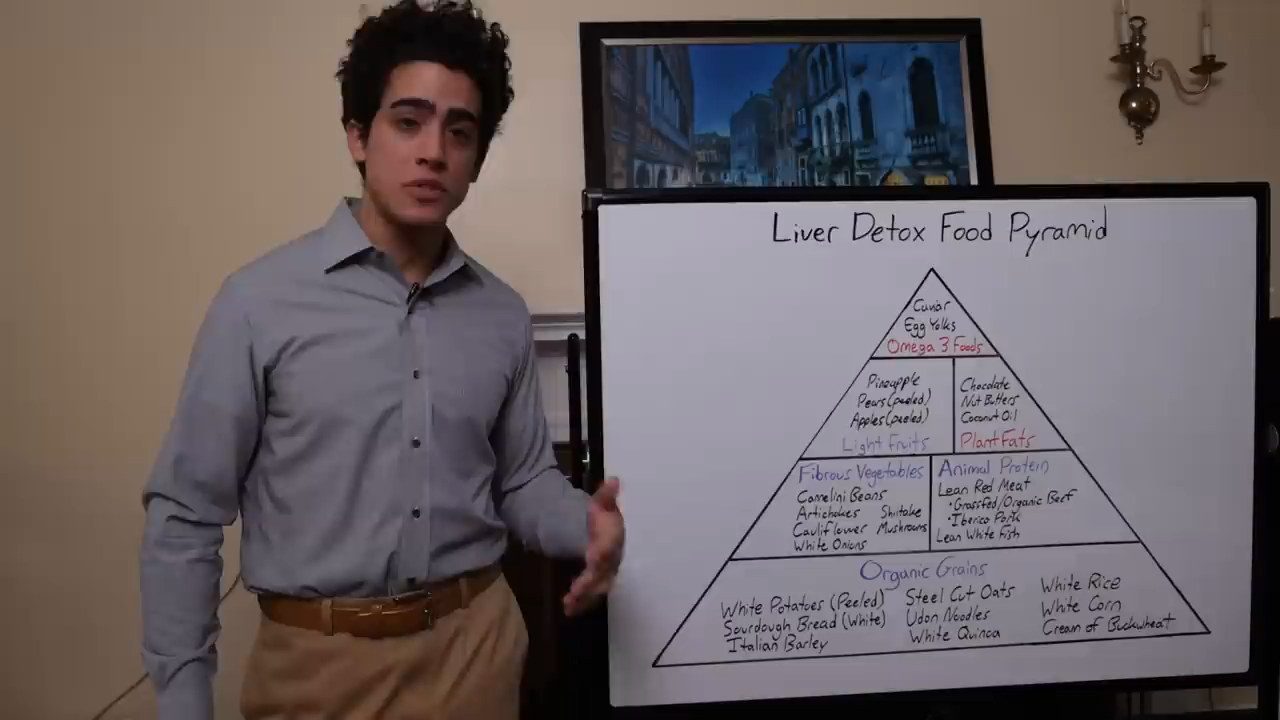 Liver Detox Food Pyramid
Caviar
Egg Yolks
Omega 3 Foods
Pineapple
Pears (peeled)
Apples (peeled)
Light Fruits
Chocolate
Nut Butters
Coconut Oil
Plant Fats
Fibrous Vegetables
Cannelini Beans
Artichokes Shiitake
Cauliflower Mushrooms
White Onions
Animal Protein
Lean Red Meat
• Grassfed/Organic Beef
• Iberico Pork
Lean White Fish
Organic Grains
White Potatoes (Peeled)
Sourdough Bread (White)
Italian Barley
Steel Cut Oats
Udon Noodles
White Quinoa
White Rice
White Corn
Cream of Buckwheat